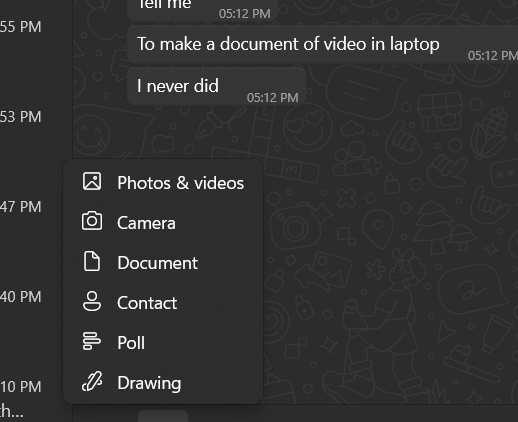 Tell me
05:12 PM
55 PM
To make a document of video in laptop
05:12 PM
I never did
05:12 PM
53 PM
Photos & videos
47 PM
Camera
Document
40 PM
Contact
Poll
10 PM
Drawing
th...